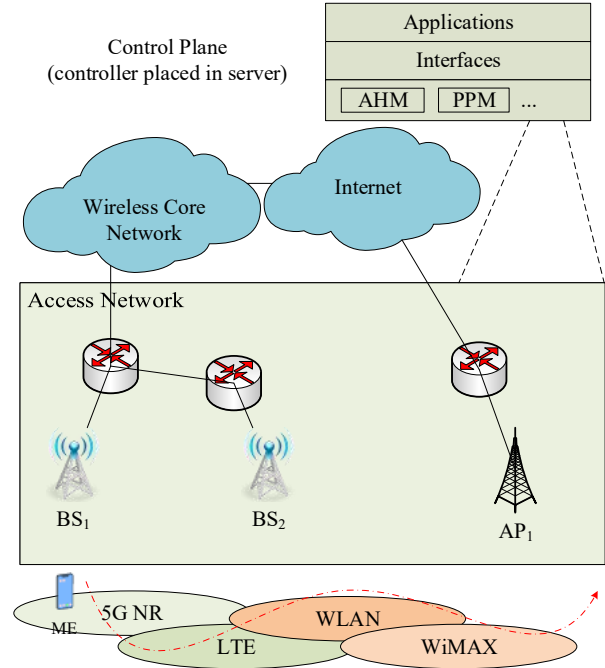 Applications
Control Plane
(controller placed in server)
Interfaces
AHM PPM ...
Internet
Wireless Core
Network
Access Network
BS₁ BS₂ AP₁
ME
5G NR
WLAN
LTE
WiMAX